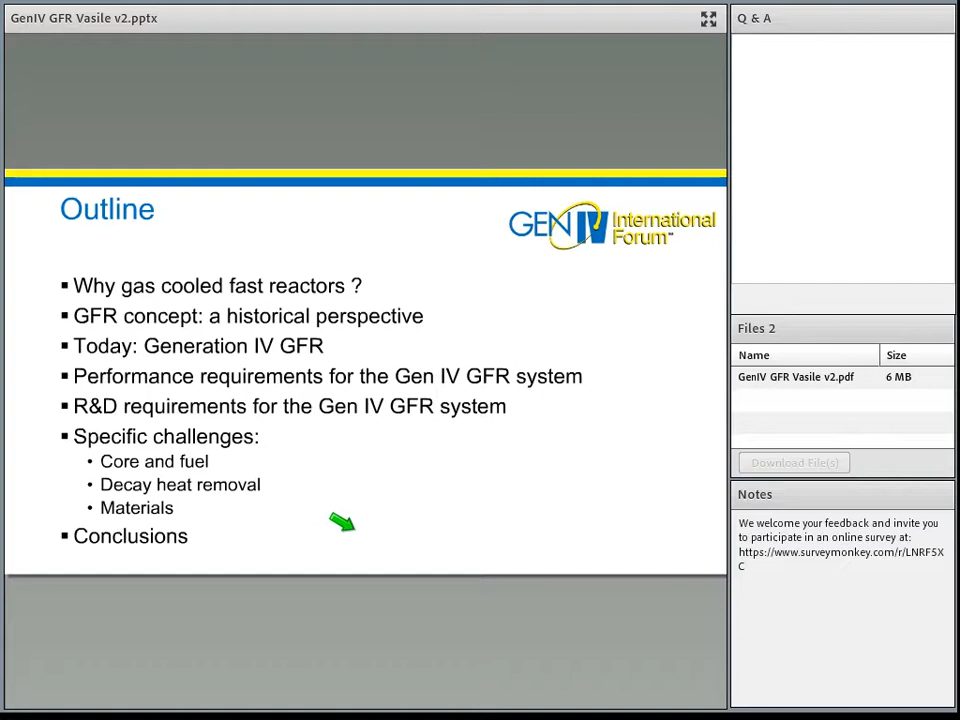 GenIV GFR Vasile v2.pptx
Outline
GEN IV International
Forum™
▪ Why gas cooled fast reactors ?
▪ GFR concept: a historical perspective
▪ Today: Generation IV GFR
▪ Performance requirements for the Gen IV GFR system
▪ R&D requirements for the Gen IV GFR system
▪ Specific challenges:
• Core and fuel
• Decay heat removal
• Materials
▪ Conclusions
Q & A
Files 2
Name Size
GenIV GFR Vasile v2.pdf 6 MB
Download File(s)
Notes
We welcome your feedback and invite you
to participate in an online survey at:
https://www.surveymonkey.com/r/LNRF5X
C